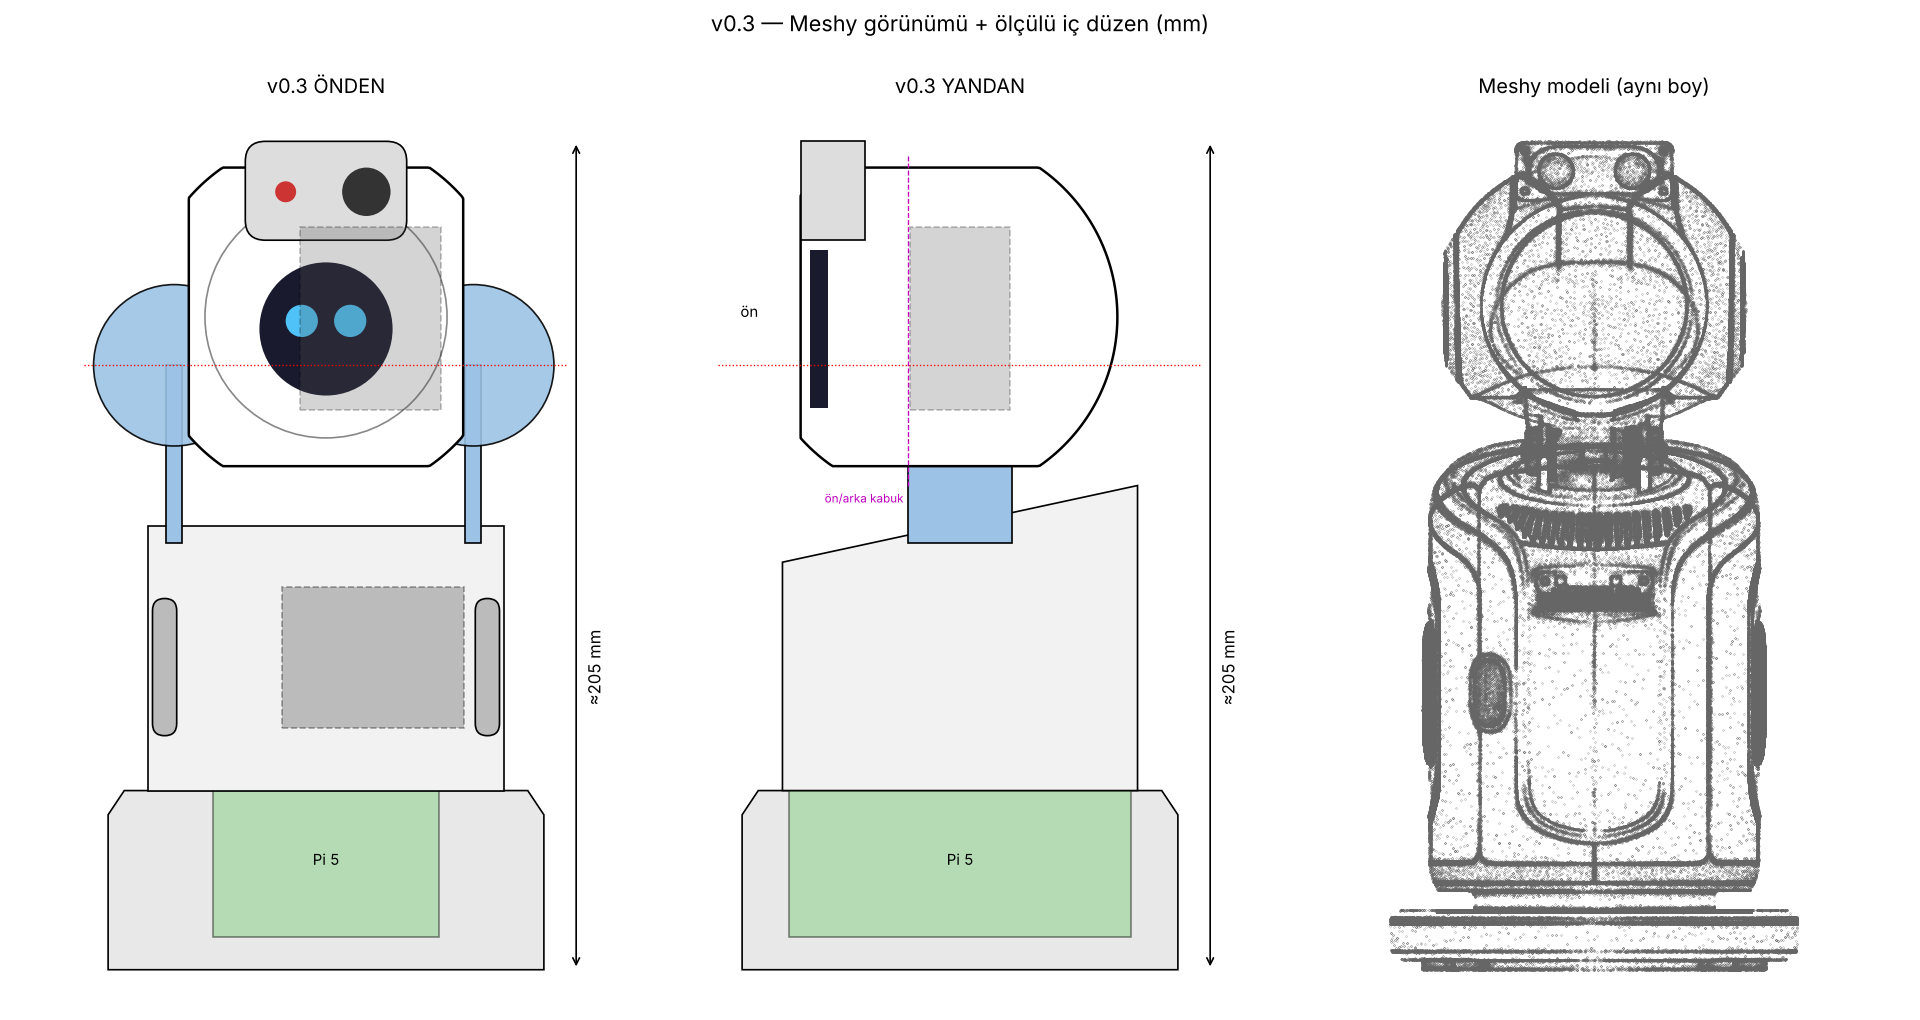 v0.3 — Meshy görünümü + ölçülü iç düzen (mm)
v0.3 ÖNDEN
v0.3 YANDAN
Meshy modeli (aynı boy)
ön
ön/arka kabuk
≈205 mm
≈205 mm
Pi 5
Pi 5